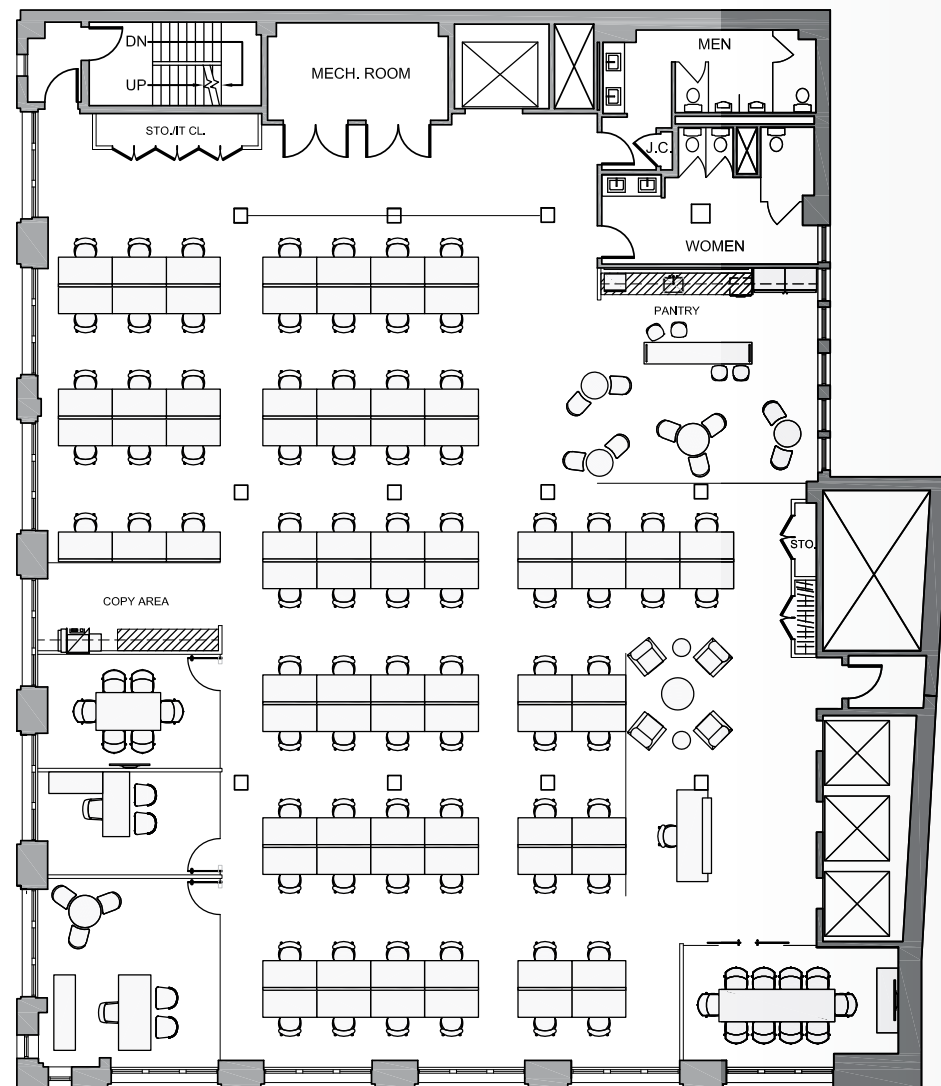 DN
UP
MECH. ROOM
MEN
STO./IT CL.
J.C.
WOMEN
PANTRY
STO.
COPY AREA